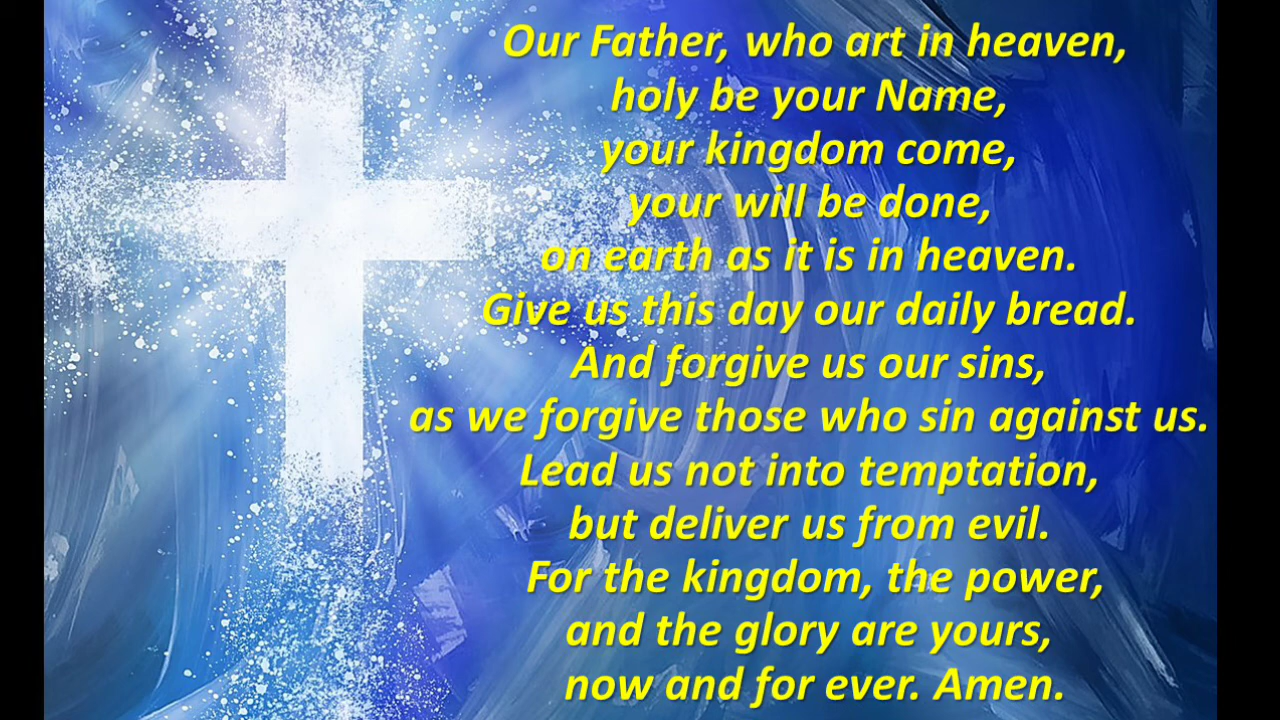 Our Father, who art in heaven,
holy be your Name,
your kingdom come,
your will be done,
on earth as it is in heaven.
Give us this day our daily bread.
And forgive us our sins,
as we forgive those who sin against us.
Lead us not into temptation,
but deliver us from evil.
For the kingdom, the power,
and the glory are yours,
now and for ever. Amen.